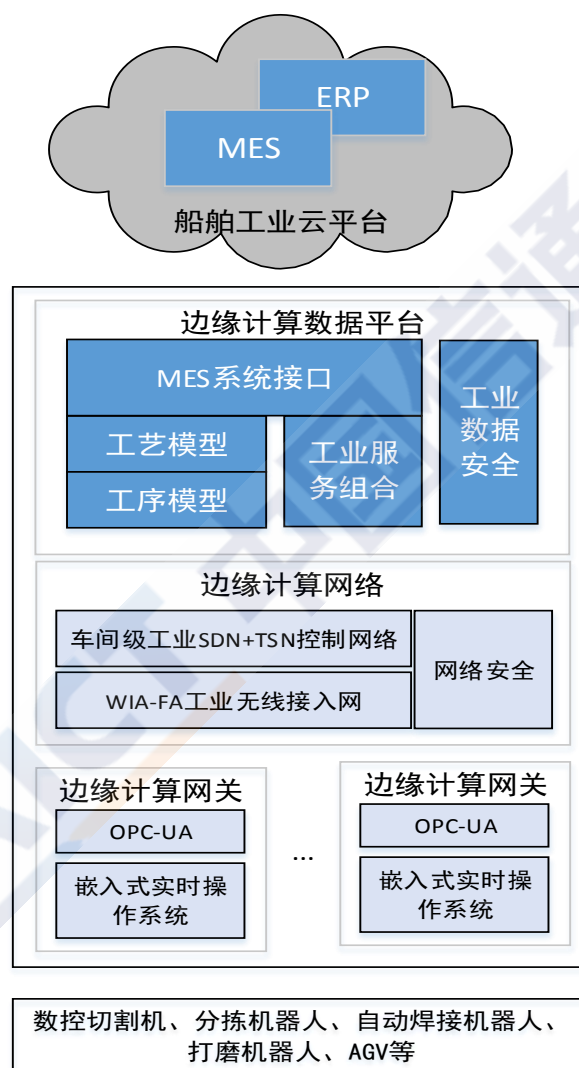 ERP
MES
船舶工业云平台
边缘计算数据平台
MES系统接口
工艺模型
工序模型
工业服
务组合
工业
数据
安全
边缘计算网络
车间级工业SDN+TSN控制网络
WIA-FA工业无线接入网
网络安全
边缘计算网关
OPC-UA
嵌入式实时操
作系统
...
边缘计算网关
OPC-UA
嵌入式实时操
作系统
数控切割机、分拣机器人、自动焊接机器人、
打磨机器人、AGV等
中国信通